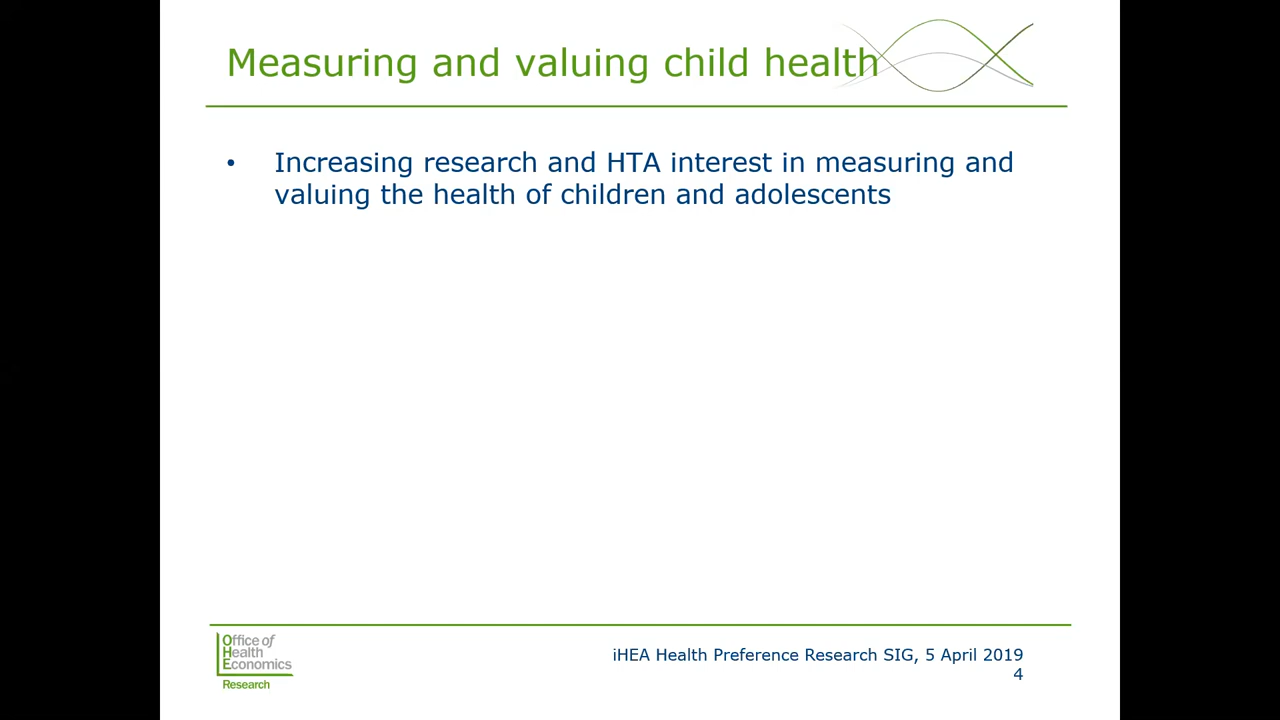 Measuring and valuing child health
• Increasing research and HTA interest in measuring and
valuing the health of children and adolescents
Office of
Health
Economics
Research
iHEA Health Preference Research SIG, 5 April 2019
4